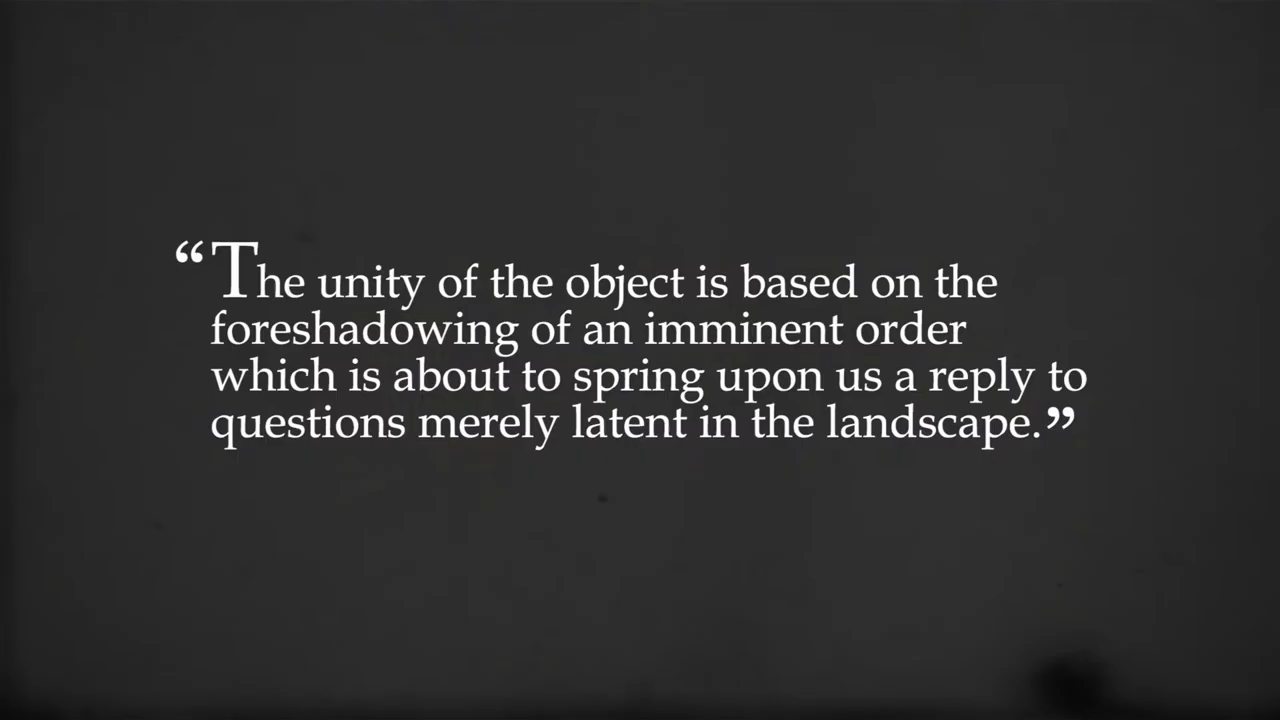 “The unity of the object is based on the
foreshadowing of an imminent order
which is about to spring upon us a reply to
questions merely latent in the landscape.”